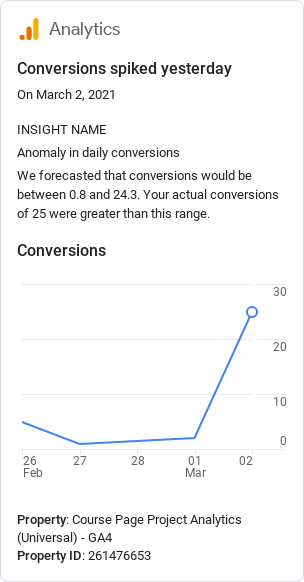 Analytics
Conversions spiked yesterday
On March 2, 2021
INSIGHT NAME
Anomaly in daily conversions
We forecasted that conversions would be
between 0.8 and 24.3. Your actual conversions
of 25 were greater than this range.
Conversions
30
20
10
0
26 27 28 01 02
Feb Mar
Property: Course Page Project Analytics
(Universal) - GA4
Property ID: 261476653